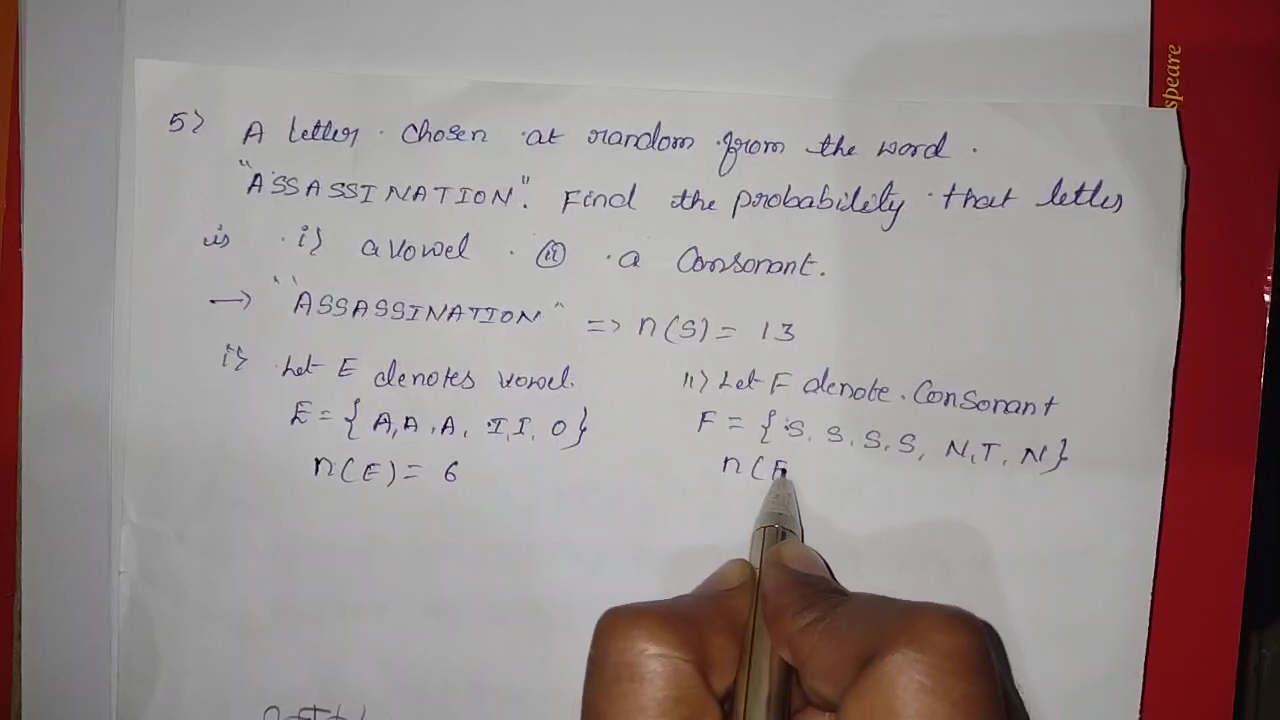 5) A letter chosen at random from the word.
"ASSASSINATION". Find the probability that letter
is i) a vowel (ii) a Consonant.
→ "ASSASSINATION" => n(S) = 13
i) Let E denotes vowel.
E = { A, A, A, I, I, O }
n(E) = 6
ii) Let F denote Consonant
F = { S, S, S, S, N, T, N }
n(F
speare